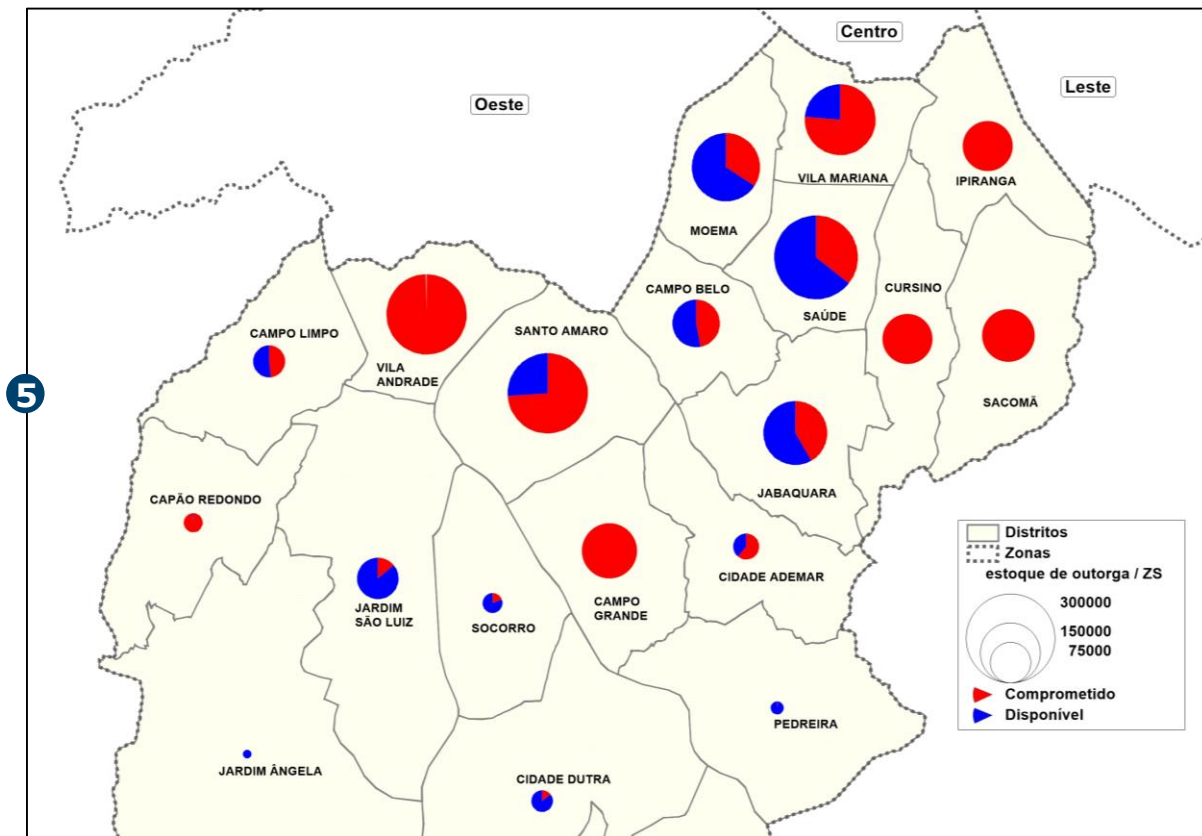 Centro
Leste
Oeste
IPIRANGA
VILA MARIANA
MOEMA
CAMPO BELO
CURSINO
SAÚDE
CAMPO LIMPO
SANTO AMARO
VILA
ANDRADE
5
SACOMÃ
JABAQUARA
CAPÃO REDONDO
CIDADE ADEMAR
JARDIM
SÃO LUIZ
SOCORRO
CAMPO
GRANDE
PEDREIRA
JARDIM ÂNGELA
CIDADE DUTRA
Distritos
Zonas
estoque de outorga / ZS
300000
150000
75000
Comprometido
Disponível